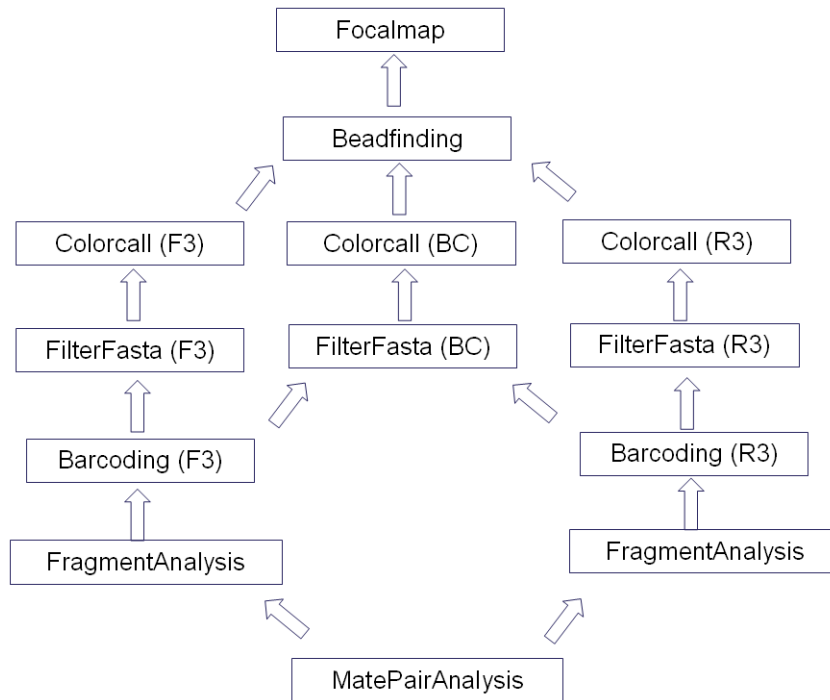 Focalmap
Beadfinding
Colorcall (F3)
Colorcall (BC)
Colorcall (R3)
FilterFasta (F3)
FilterFasta (BC)
FilterFasta (R3)
Barcoding (F3)
Barcoding (R3)
FragmentAnalysis
FragmentAnalysis
MatePairAnalysis